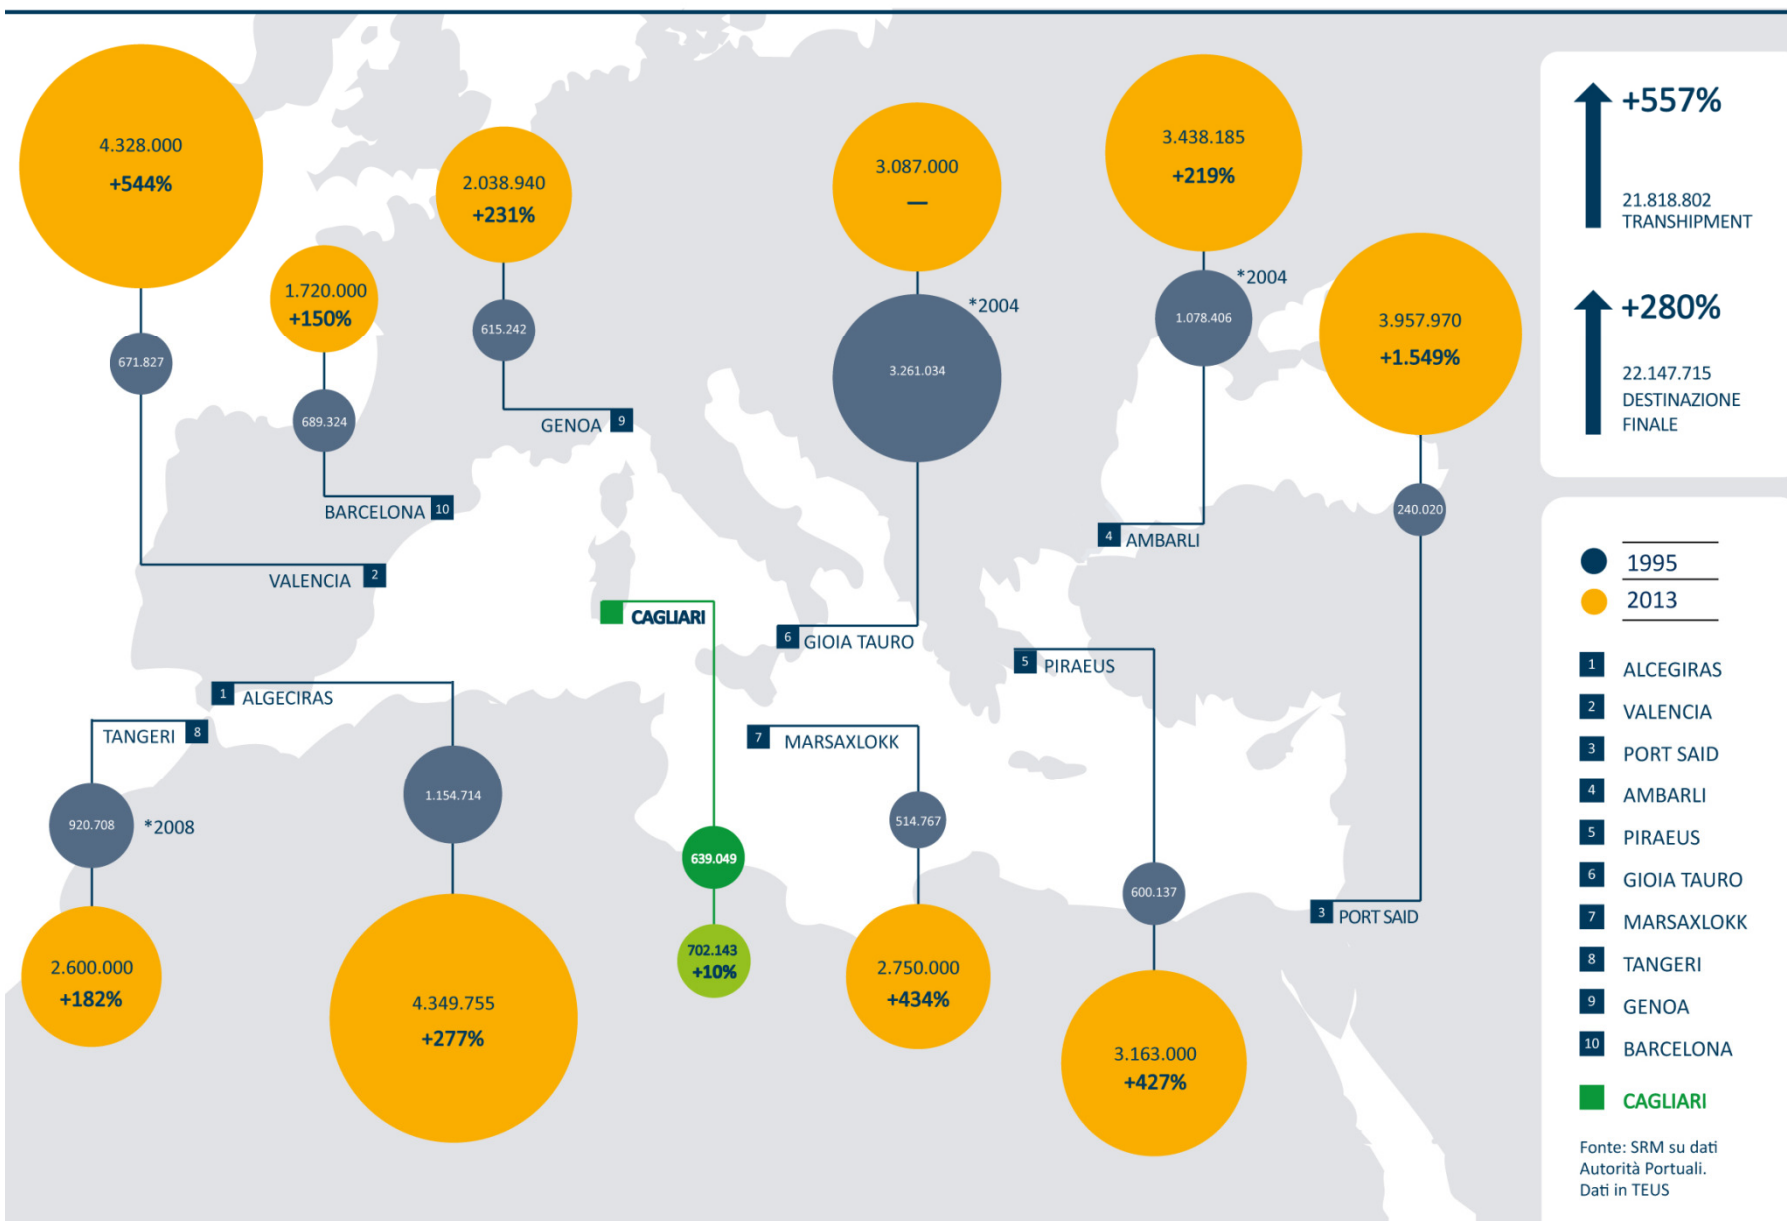 4.328.000
+544%
671.827
VALENCIA 2
1.720.000
+150%
689.324
BARCELONA 10
2.038.940
+231%
615.242
GENOA 9
3.087.000
—
*2004
3.261.034
6 GIOIA TAURO
3.438.185
+219%
*2004
1.078.406
4 AMBARLI
3.957.970
+1.549%
240.020
3 PORT SAID
CAGLIARI
639.049
702.143
+10%
1 ALGECIRAS
1.154.714
4.349.755
+277%
TANGERI 8
920.708
*2008
2.600.000
+182%
7 MARSAXLOKK
514.767
2.750.000
+434%
5 PIRAEUS
600.137
3.163.000
+427%
+557%
21.818.802
TRANSHIPMENT
+280%
22.147.715
DESTINAZIONE
FINALE
1995
2013
1 ALCEGIRAS
2 VALENCIA
3 PORT SAID
4 AMBARLI
5 PIRAEUS
6 GIOIA TAURO
7 MARSAXLOKK
8 TANGERI
9 GENOA
10 BARCELONA
CAGLIARI
Fonte: SRM su dati
Autorità Portuali.
Dati in TEUS